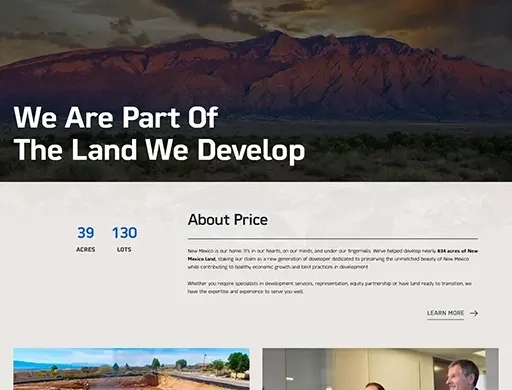 We Are Part Of
The Land We Develop
39
130
ACRES
LOTS
About Price
New Mexico is our home. It's in our hearts, on our minds, and under our fingernails. We've helped develop nearly 834 acres of New
Mexico land, staking our claim as a new generation of developer dedicated to preserving the unmatched beauty of New Mexico
while contributing to healthy economic growth and best practices in development
Whether you require specialists in development services, representation, equity partnership or have land ready to transition, we
have the expertise and experience to serve you well.
LEARN MORE